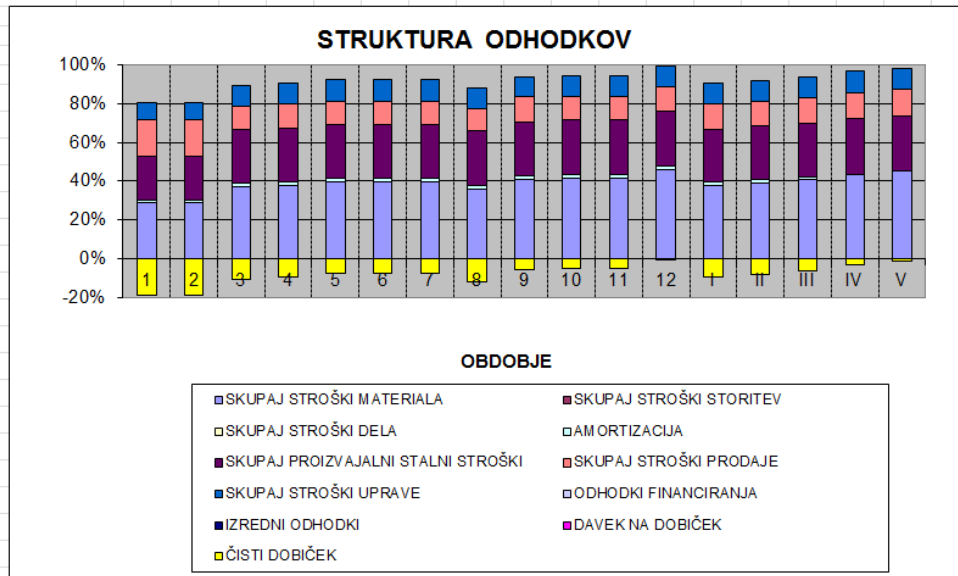 STRUKTURA ODHODKOV
100%
80%
60%
40%
20%
0%
-20%
1 2 3 4 5 6 7 8 9 10 11 12 I II III IV V
OBDOBJE
SKUPAJ STROŠKI MATERIALA SKUPAJ STROŠKI STORITEV
SKUPAJ STROŠKI DELA AMORTIZACIJA
SKUPAJ PROIZVAJALNI STALNI STROŠKI SKUPAJ STROŠKI PRODAJE
SKUPAJ STROŠKI UPRAVE ODHODKI FINANCIRANJA
IZREDNI ODHODKI DAVEK NA DOBIČEK
ČISTI DOBIČEK